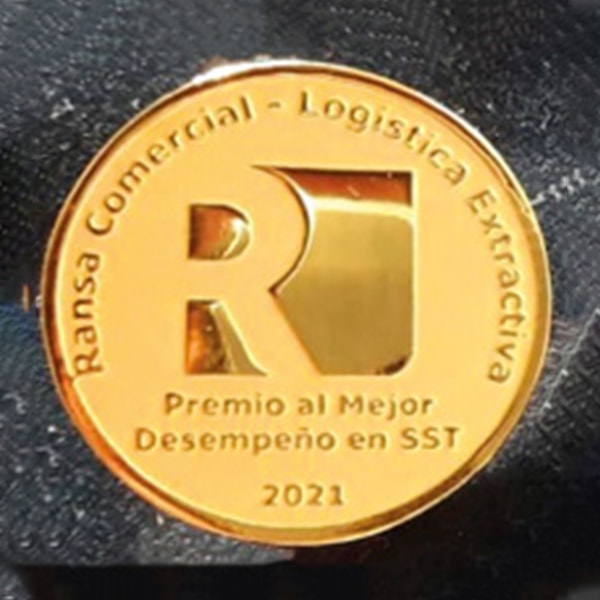 Ransa Comercial - Logistica Extractiva
R
Premio al Mejor
Desempeño en SST
2021